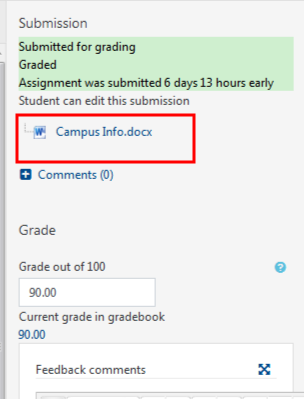 Submission
Submitted for grading
Graded
Assignment was submitted 6 days 13 hours early
Student can edit this submission
Campus Info.docx
Comments (0)
Grade
Grade out of 100
90.00
Current grade in gradebook
90.00
Feedback comments